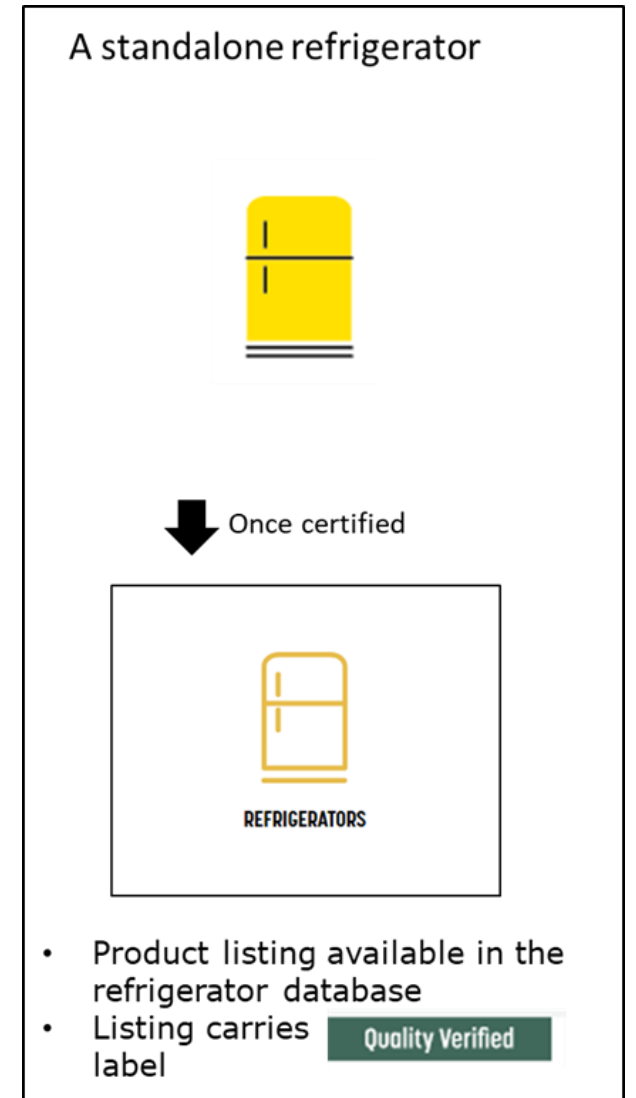 A standalone refrigerator
Once certified
REFRIGERATORS
• Product listing available in the
refrigerator database
• Listing carries Quality Verified
label